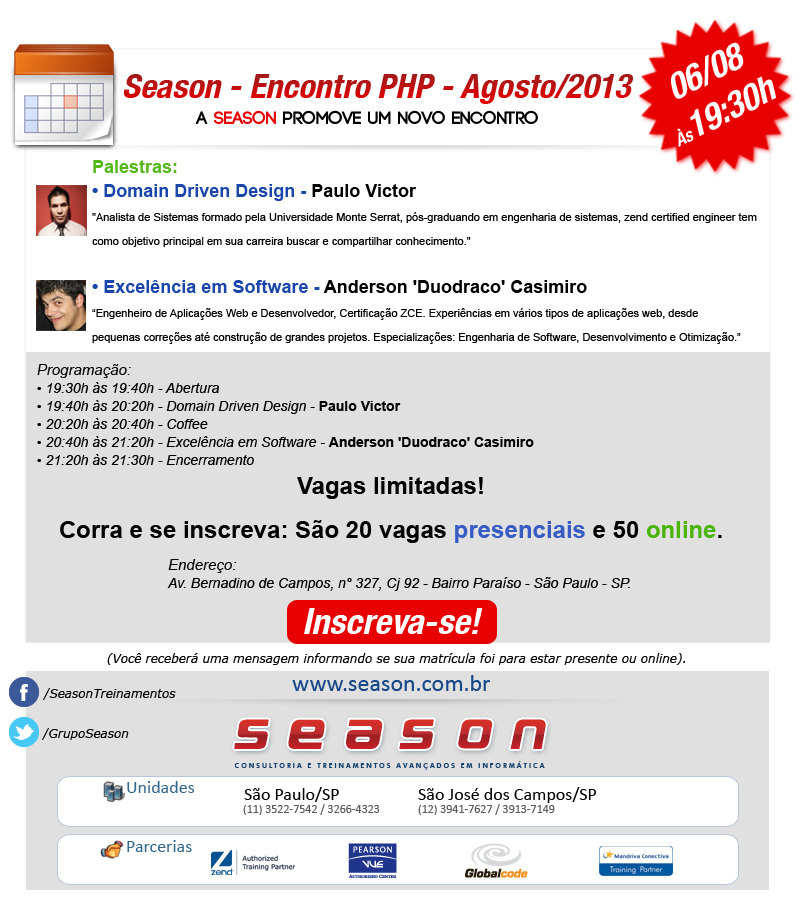 Season - Encontro PHP - Agosto/2013
A SEASON PROMOVE UM NOVO ENCONTRO
06/08
Às 19:30h
Palestras:
• Domain Driven Design - Paulo Victor
"Analista de Sistemas formado pela Universidade Monte Serrat, pós-graduando em engenharia de sistemas, zend certified engineer tem
como objetivo principal em sua carreira buscar e compartilhar conhecimento."
• Excelência em Software - Anderson 'Duodraco' Casimiro
“Engenheiro de Aplicações Web e Desenvolvedor, Certificação ZCE. Experiências em vários tipos de aplicações web, desde
pequenas correções até construção de grandes projetos. Especializações: Engenharia de Software, Desenvolvimento e Otimização.”
Programação:
• 19:30h às 19:40h - Abertura
• 19:40h às 20:20h - Domain Driven Design - Paulo Victor
• 20:20h às 20:40h - Coffee
• 20:40h às 21:20h - Excelência em Software - Anderson 'Duodraco' Casimiro
• 21:20h às 21:30h - Encerramento
Vagas limitadas!
Corra e se inscreva: São 20 vagas presenciais e 50 online.
Endereço:
Av. Bernadino de Campos, n° 327, Cj 92 - Bairro Paraíso - São Paulo - SP.
Inscreva-se!
(Você receberá uma mensagem informando se sua matrícula foi para estar presente ou online).
www.season.com.br
/SeasonTreinamentos
/GrupoSeason
season
CONSULTORIA E TREINAMENTOS AVANÇADOS EM INFORMÁTICA
Unidades
São Paulo/SP
(11) 3522-7542 / 3266-4323
São José dos Campos/SP
(12) 3941-7627 / 3913-7149
Parcerias
zend
Authorized
Training Partner
PEARSON
VUE
AUTHORIZED CENTER
Globalcode
Mandriva Conectiva
Training Partner